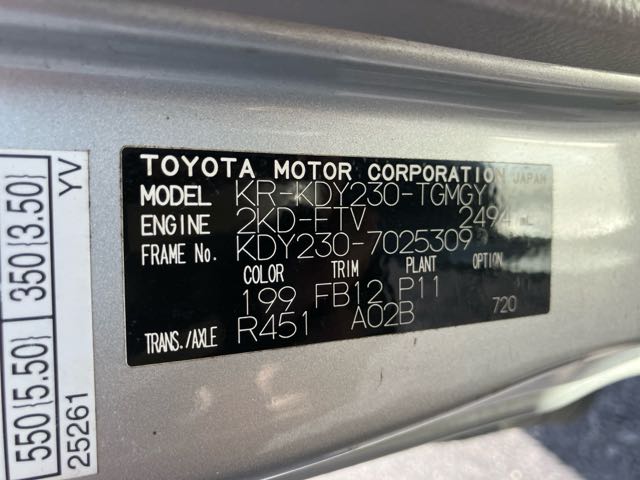 TOYOTA MOTOR CORPORATION JAPAN
MODEL KR-KDY230-TGMGY
ENGINE 2KD-FTV 2494 mL
FRAME No. KDY230-7025309
COLOR TRIM PLANT OPTION
199 FB12 P11
TRANS./AXLE R451 A02B 720
550(5.50) 350(3.50)
25261 YV